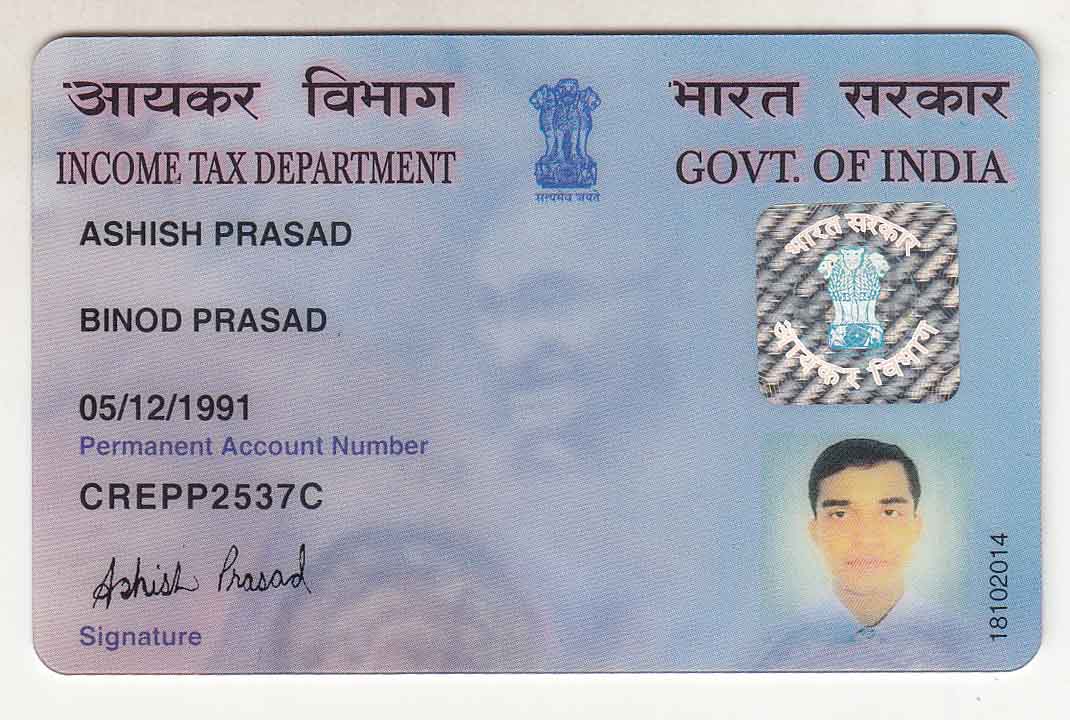 आयकर विभाग
भारत सरकार
INCOME TAX DEPARTMENT
GOVT. OF INDIA
सत्यमेव जयते
ASHISH PRASAD
भारत सरकार
आयकर विभाग
BINOD PRASAD
05/12/1991
Permanent Account Number
CREPP2537C
Ashish Prasad
Signature
18102014